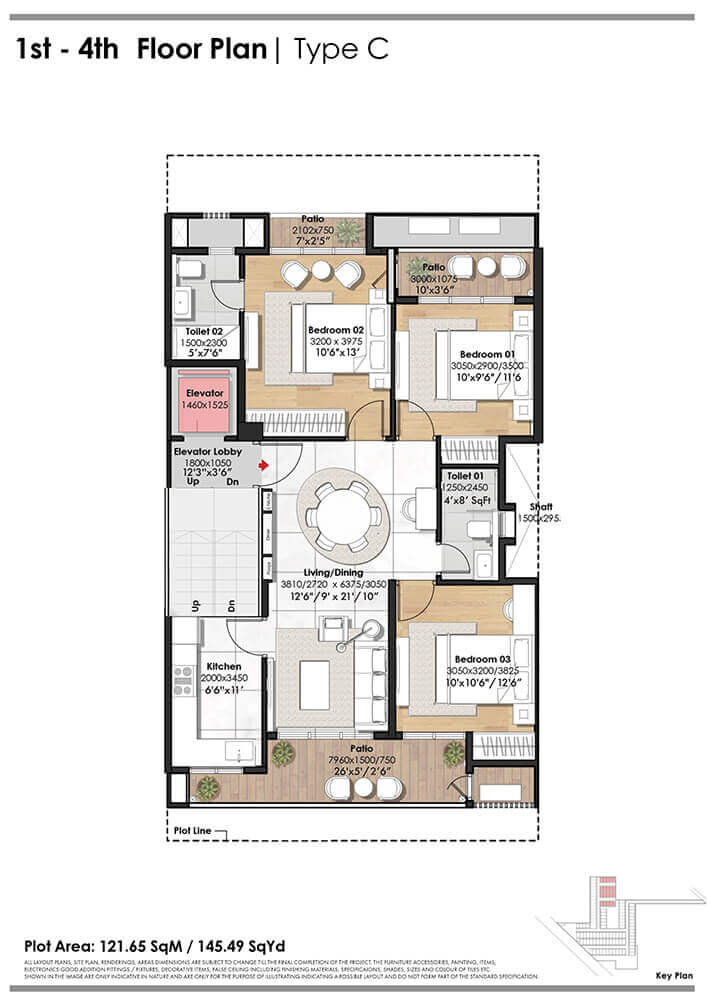 1st - 4th Floor Plan | Type C
Patio
2102x750
7'x2'5"
Patio
3000x1075
10'x3'6"
Toilet 02
1500x2300
5'x7'6"
Bedroom 02
3200 x 3975
10'6"x13'
Bedroom 01
3050x2900/3500
10'x9'6"/11'6
Elevator
1460x1525
Elevator Lobby
1800x1050
12'3"x3'6"
Up Dn
Toilet 01
1250x2450
4'x8' SqFt
Shaft
1500x295.
Living/Dining
3810/2720 x 6375/3050
12'6"/9' x 21'/10"
Up
Dn
Kitchen
2000x3450
6'6"x11'
Bedroom 03
3050x3200/3825
10'x10'6"/12'6"
Patio
7960x1500/750
26'x5'/2'6"
Plot Line
Plot Area: 121.65 SqM / 145.49 SqYd
Key Plan
ALL LAYOUT PLANS, SITE PLAN, RENDERINGS, AREAS DIMENSIONS ARE SUBJECT TO CHANGE TILL THE FINAL COMPLETION OF THE PROJECT. THE FURNITURE ACCESSORIES, PAINTING, ITEMS,
ELECTRONICS GOOD ADDITION FITTINGS / FIXTURES, DECORATIVE ITEMS, FALSE CEILING INCLUDING FINISHING MATERIALS, SPECIFICAIONS, SHADES, SIZES AND COLOUR OF TILES ETC.
SHOWN IN THE IMAGE ARE ONLY INDICATIVE IN NATURE AND ARE ONLY FOR THE PURPOSE OF ILLUSTRATING INDICATING A POSSIBLE LAYOUT AND DO NOT FORM PART OF THE STANDARD SPECIFICATION.